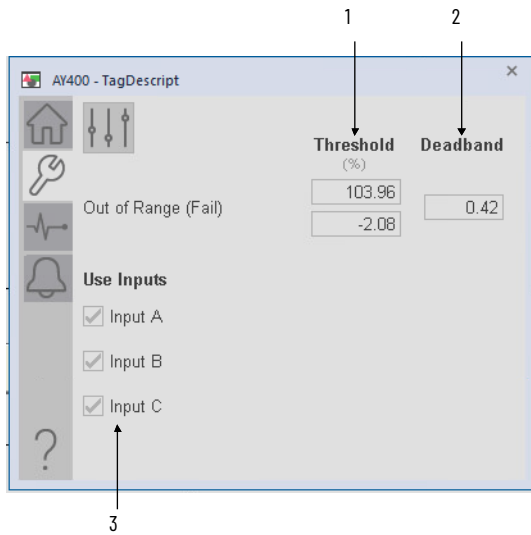 1 2
AY400 - TagDescript ×
Threshold Deadband
(%)
103.96
Out of Range (Fail) 0.42
-2.08
Use Inputs
Input A
Input B
Input C
?
3